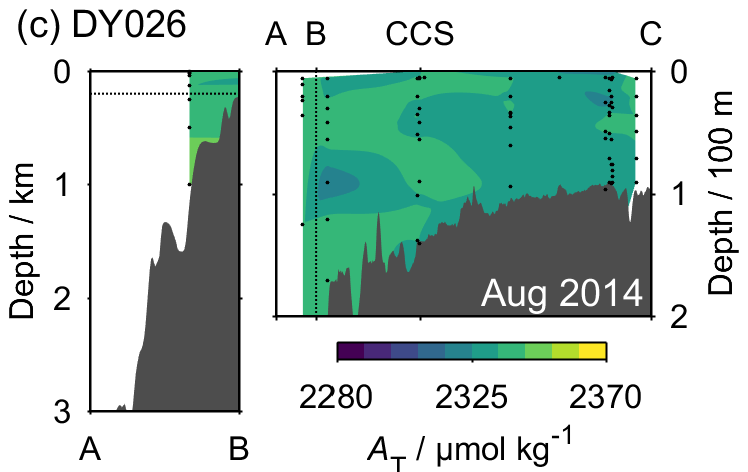 (c) DY026
A B CCS C
0
1
2
3
Depth / km
A B
0
1
2
Depth / 100 m
Aug 2014
2280 2325 2370
A_T / µmol kg⁻¹